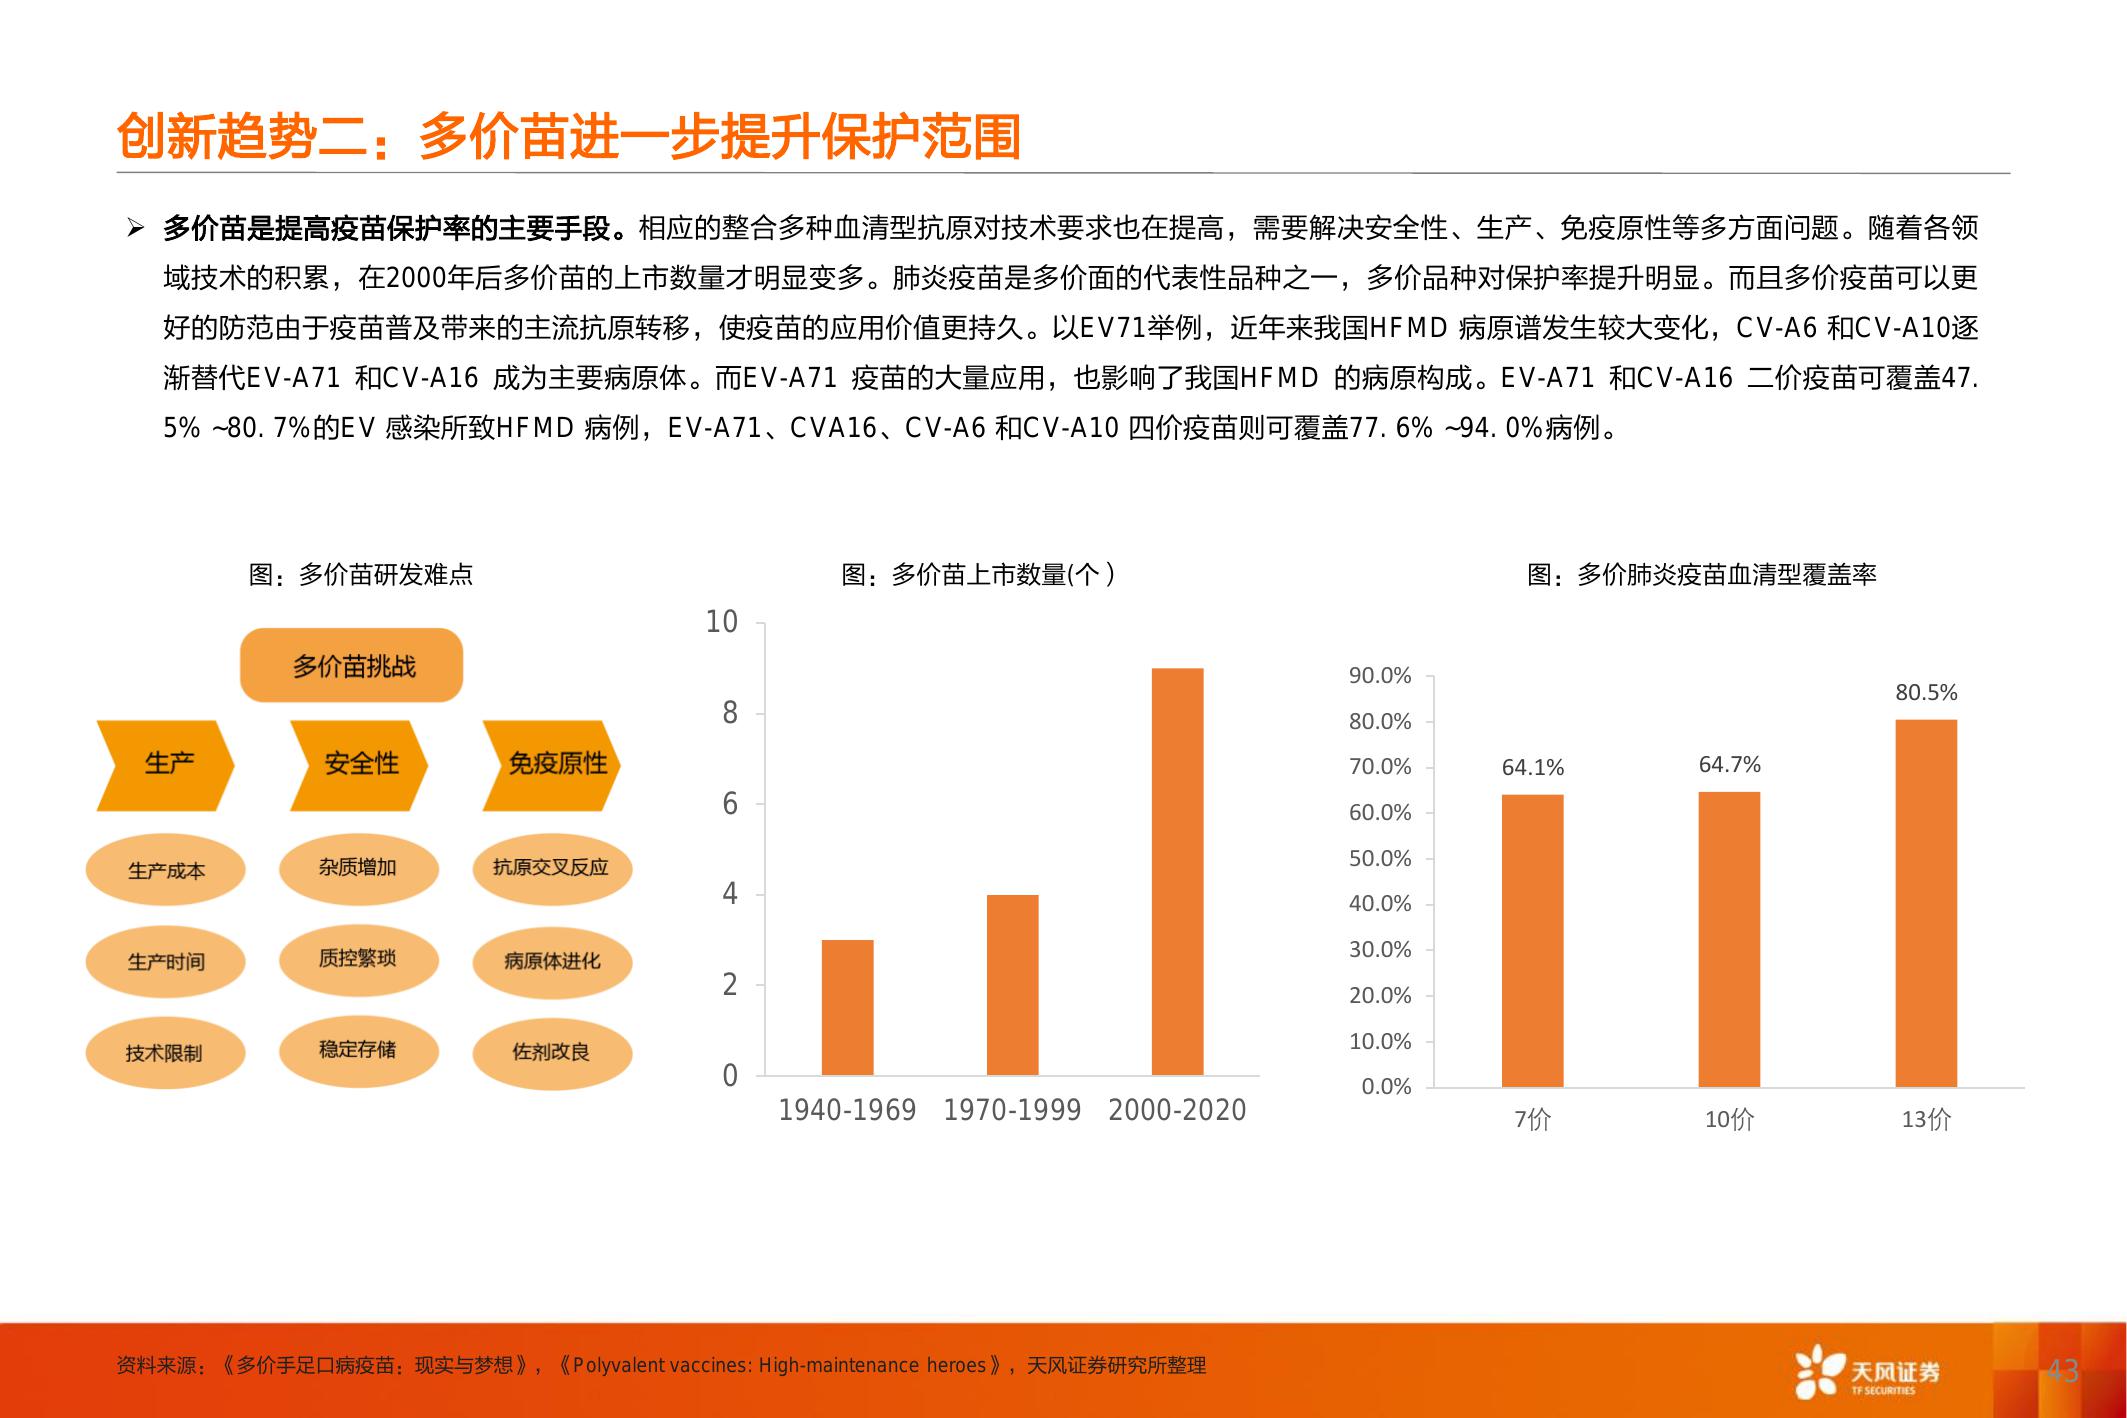 创新趋势二：多价苗进一步提升保护范围
➢ 多价苗是提高疫苗保护率的主要手段。相应的整合多种血清型抗原对技术要求也在提高，需要解决安全性、生产、免疫原性等多方面问题。随着各领
域技术的积累，在2000年后多价苗的上市数量才明显变多。肺炎疫苗是多价面的代表性品种之一，多价品种对保护率提升明显。而且多价疫苗可以更
好的防范由于疫苗普及带来的主流抗原转移，使疫苗的应用价值更持久。以EV71举例，近年来我国HFMD 病原谱发生较大变化，CV-A6 和CV-A10逐
渐替代EV-A71 和CV-A16 成为主要病原体。而EV-A71 疫苗的大量应用，也影响了我国HFMD 的病原构成。EV-A71 和CV-A16 二价疫苗可覆盖47.
5% ~80. 7%的EV 感染所致HFMD 病例，EV-A71、CVA16、CV-A6 和CV-A10 四价疫苗则可覆盖77. 6% ~94. 0%病例。
图：多价苗研发难点
多价苗挑战
生产 安全性 免疫原性
生产成本 杂质增加 抗原交叉反应
生产时间 质控繁琐 病原体进化
技术限制 稳定存储 佐剂改良
图：多价苗上市数量(个)
10
8
6
4
2
0
1940-1969 1970-1999 2000-2020
图：多价肺炎疫苗血清型覆盖率
90.0%
80.0%
70.0%
60.0%
50.0%
40.0%
30.0%
20.0%
10.0%
0.0%
64.1% 64.7% 80.5%
7价 10价 13价
资料来源：《多价手足口病疫苗：现实与梦想》，《Polyvalent vaccines: High-maintenance heroes》，天风证券研究所整理
天风证券
TF SECURITIES
43